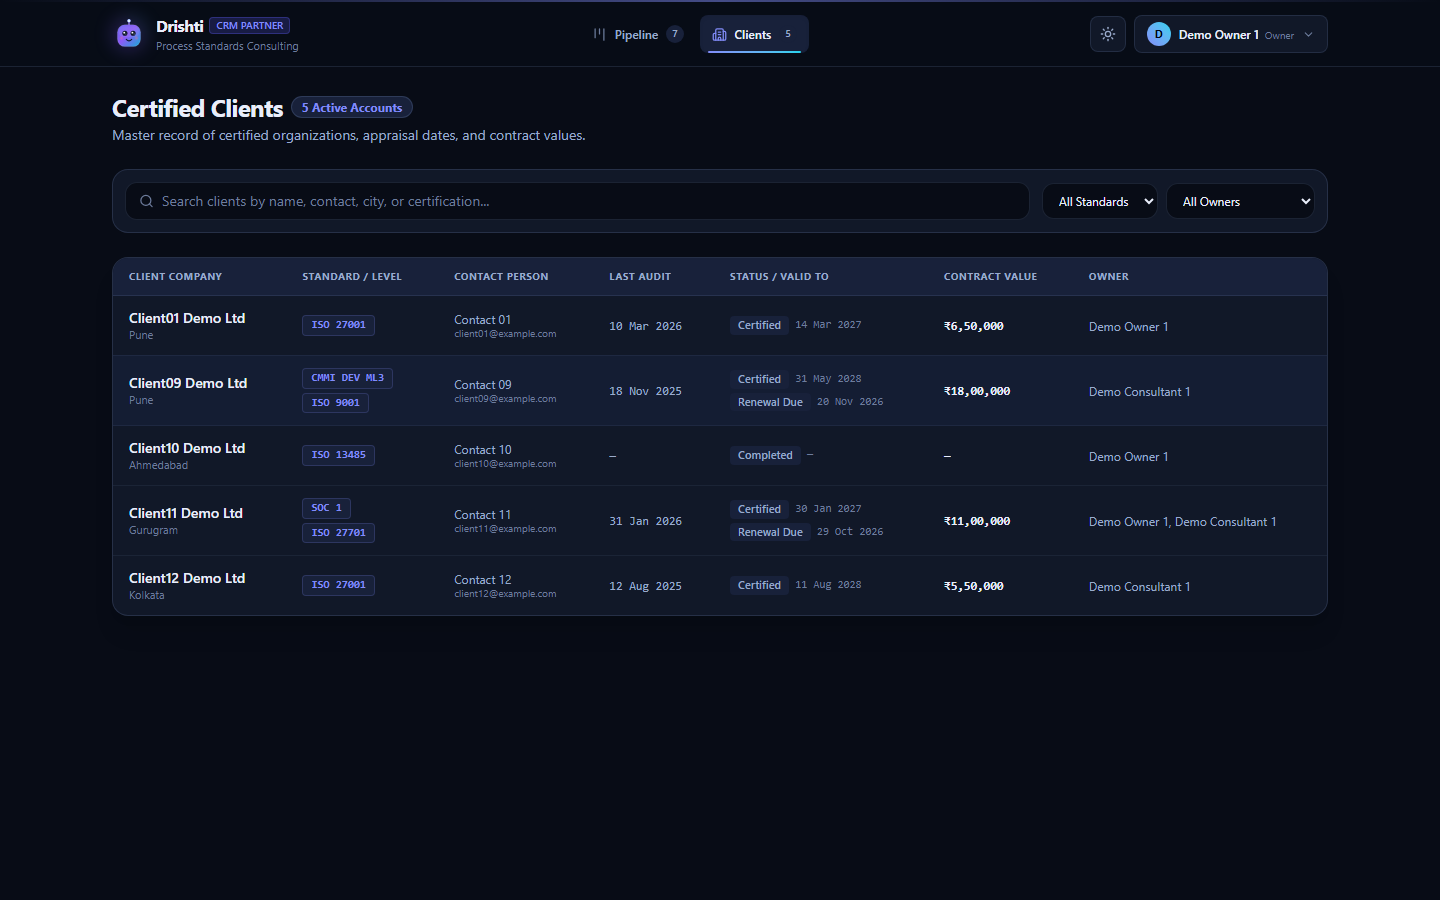 Drishti CRM PARTNER
Process Standards Consulting
Pipeline 7
Clients 5
D Demo Owner 1 Owner
Certified Clients 5 Active Accounts
Master record of certified organizations, appraisal dates, and contract values.
Search clients by name, contact, city, or certification...
All Standards
All Owners
CLIENT COMPANY STANDARD / LEVEL CONTACT PERSON LAST AUDIT STATUS / VALID TO CONTRACT VALUE OWNER
Client01 Demo Ltd
Pune
ISO 27001
Contact 01
client01@example.com
10 Mar 2026
Certified 14 Mar 2027
₹6,50,000
Demo Owner 1
Client09 Demo Ltd
Pune
CMMI DEV ML3
ISO 9001
Contact 09
client09@example.com
18 Nov 2025
Certified 31 May 2028
Renewal Due 20 Nov 2026
₹18,00,000
Demo Consultant 1
Client10 Demo Ltd
Ahmedabad
ISO 13485
Contact 10
client10@example.com
—
Completed —
—
Demo Owner 1
Client11 Demo Ltd
Gurugram
SOC 1
ISO 27701
Contact 11
client11@example.com
31 Jan 2026
Certified 30 Jan 2027
Renewal Due 29 Oct 2026
₹11,00,000
Demo Owner 1, Demo Consultant 1
Client12 Demo Ltd
Kolkata
ISO 27001
Contact 12
client12@example.com
12 Aug 2025
Certified 11 Aug 2028
₹5,50,000
Demo Consultant 1